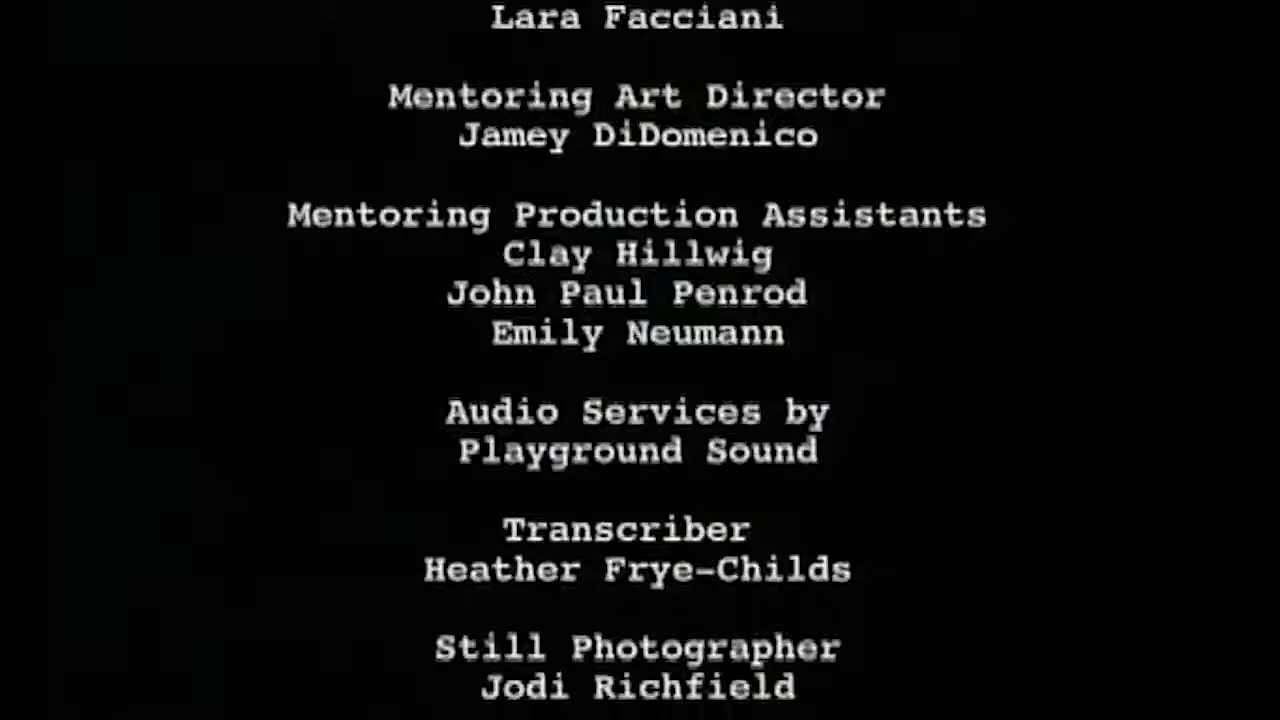 Lara Facciani
Mentoring Art Director
Jamey DiDomenico
Mentoring Production Assistants
Clay Hillwig
John Paul Penrod
Emily Neumann
Audio Services by
Playground Sound
Transcriber
Heather Frye-Childs
Still Photographer
Jodi Richfield